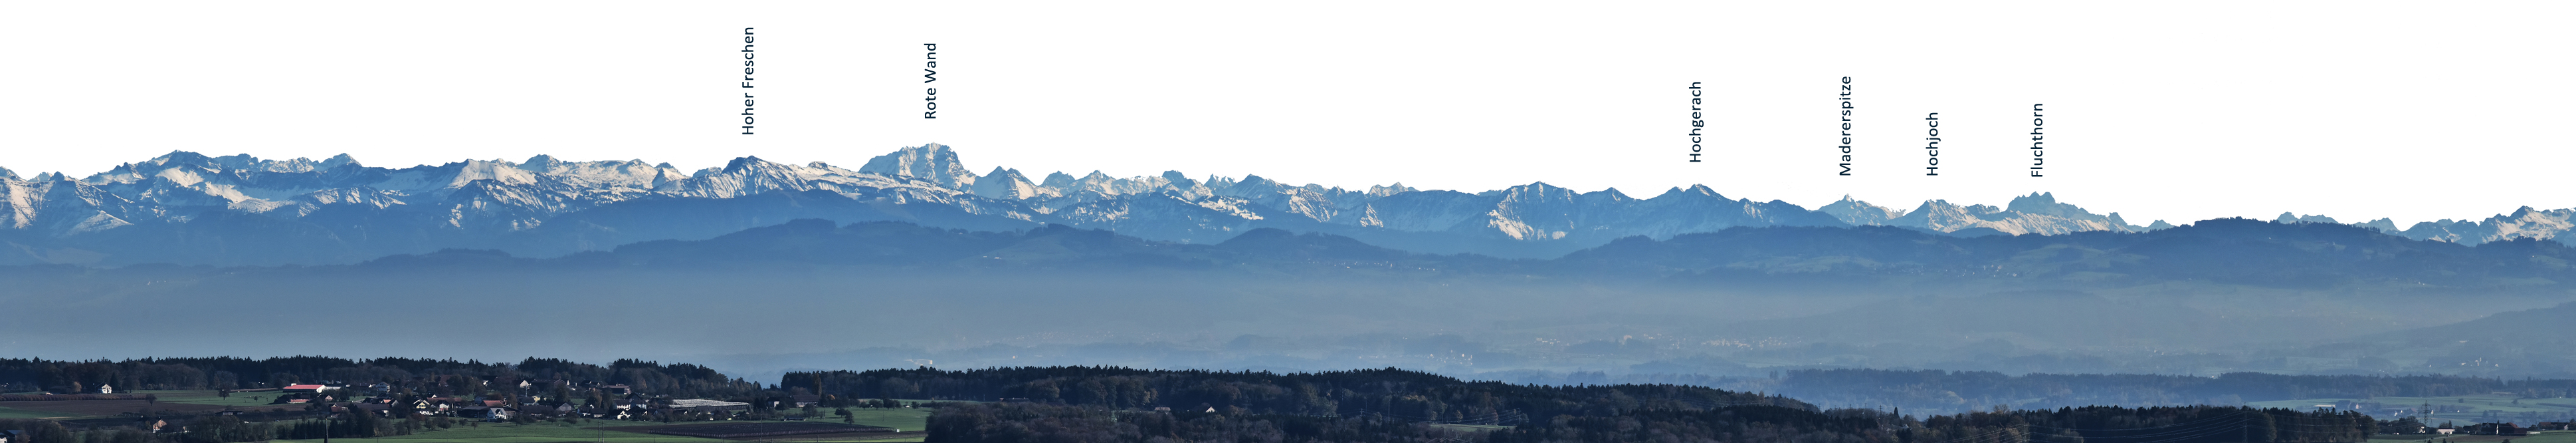 Hoher Freschen
Rote Wand
Hochgerach
Madererspitze
Hochjoch
Fluchthorn